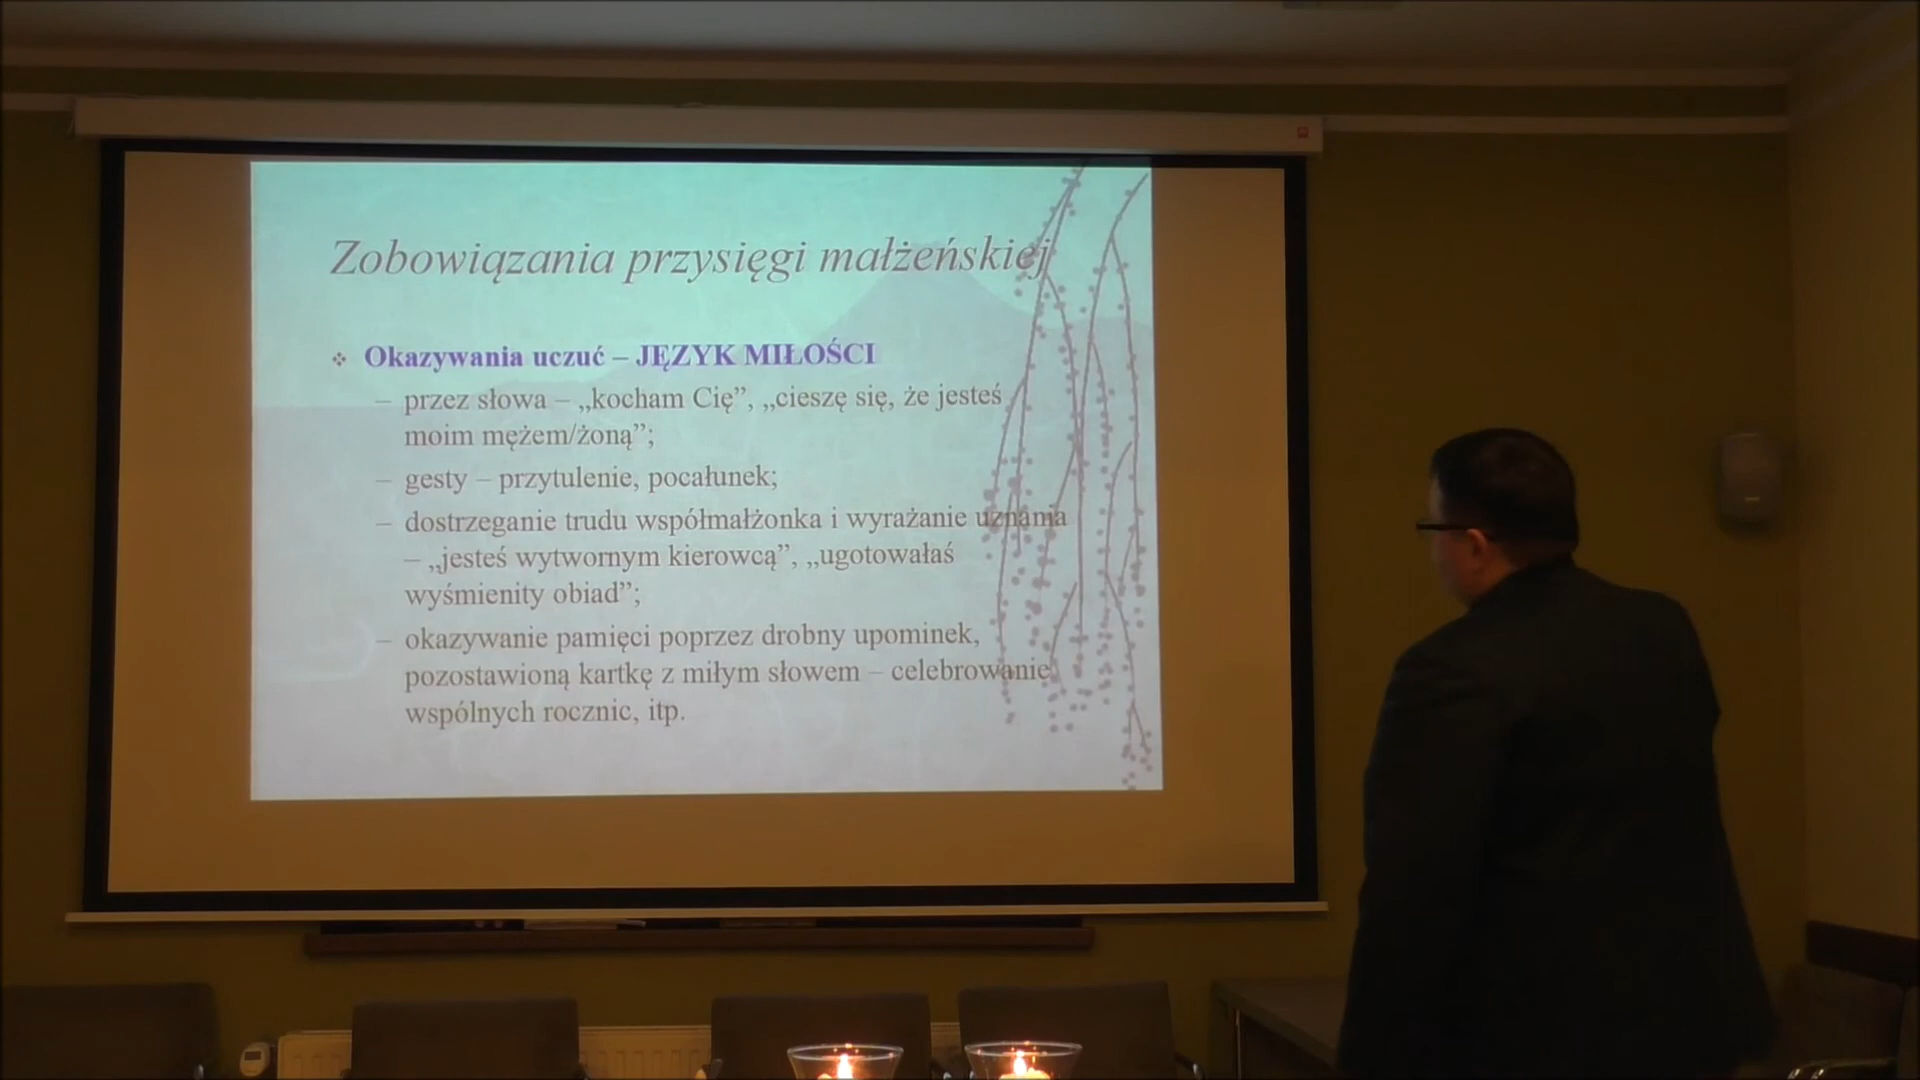 Zobowiązania przysięgi małżeńskiej
Okazywania uczuć – JĘZYK MIŁOŚCI
– przez słowa – „kocham Cię”, „cieszę się, że jesteś
moim mężem/żoną”;
– gesty – przytulenie, pocałunek;
– dostrzeganie trudu współmałżonka i wyrażanie uznania
– „jesteś wytwornym kierowcą”, „ugotowałaś
wyśmienity obiad”;
– okazywanie pamięci poprzez drobny upominek,
pozostawioną kartkę z miłym słowem – celebrowanie
wspólnych rocznic, itp.